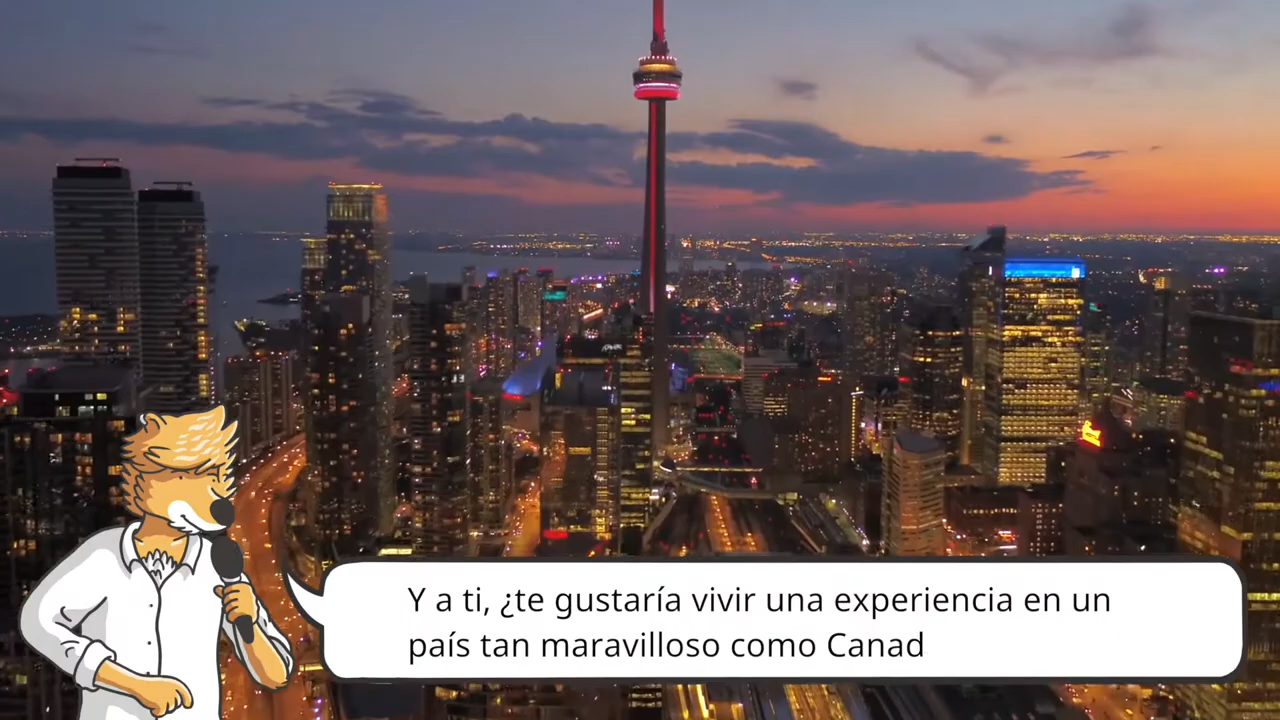 Y a ti, ¿te gustaría vivir una experiencia en un
país tan maravilloso como Canad